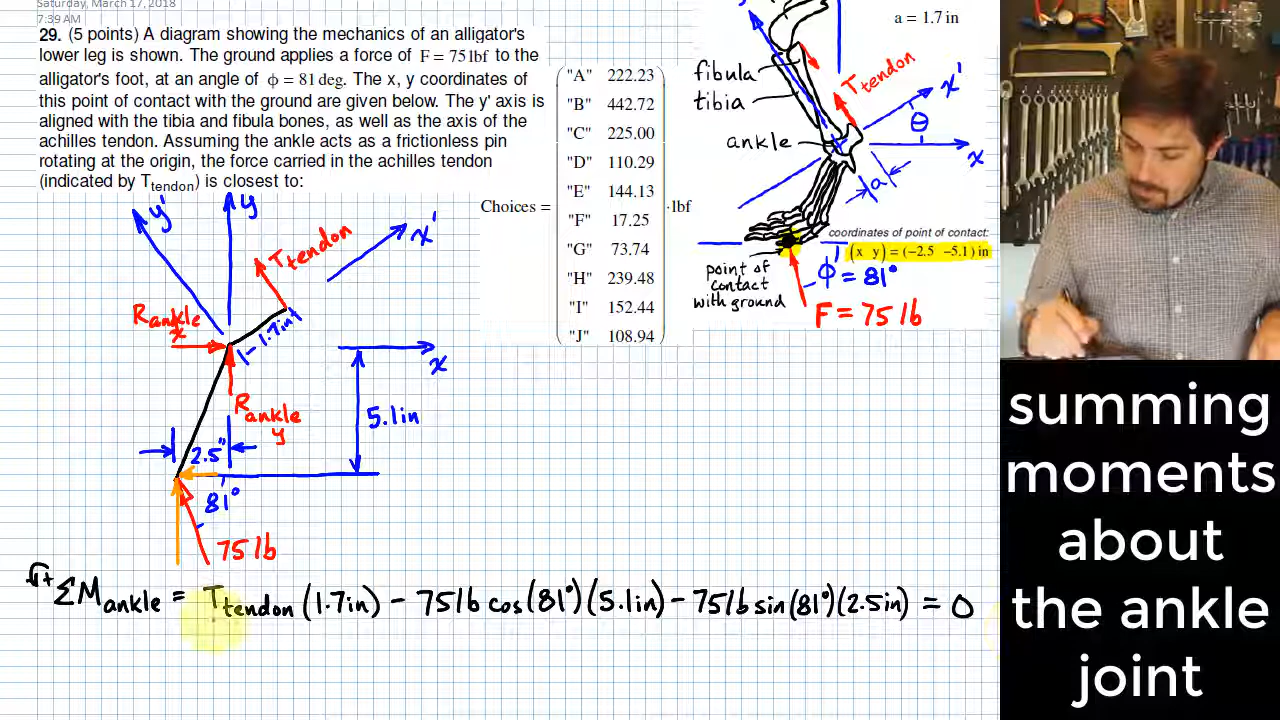 Saturday, March 17, 2018
7:39 AM
29. (5 points) A diagram showing the mechanics of an alligator's
lower leg is shown. The ground applies a force of F = 75 lbf to the
alligator's foot, at an angle of ϕ = 81 deg. The x, y coordinates of
this point of contact with the ground are given below. The y' axis is
aligned with the tibia and fibula bones, as well as the axis of the
achilles tendon. Assuming the ankle acts as a frictionless pin
rotating at the origin, the force carried in the achilles tendon
(indicated by Ttendon) is closest to:
Choices =
"A" 222.23
"B" 442.72
"C" 225.00
"D" 110.29
"E" 144.13
"F" 17.25
"G" 73.74
"H" 239.48
"I" 152.44
"J" 108.94
·lbf
a = 1.7 in
fibula
tibia
ankle
Ttendon
x'
θ
x
a
coordinates of point of contact:
(x y) = (-2.5 -5.1) in
point of
contact
with ground
ϕ = 81°
F = 75 lb
y'
y
x'
Ttendon
Rankle
x
1.7in
x
Rankle
y
5.1in
2.5"
81°
75 lb
+ΣMankle = Ttendon (1.7in) - 75lb cos(81°)(5.1in) - 75lb sin(81°)(2.5in) = 0
summing
moments
about
the ankle
joint